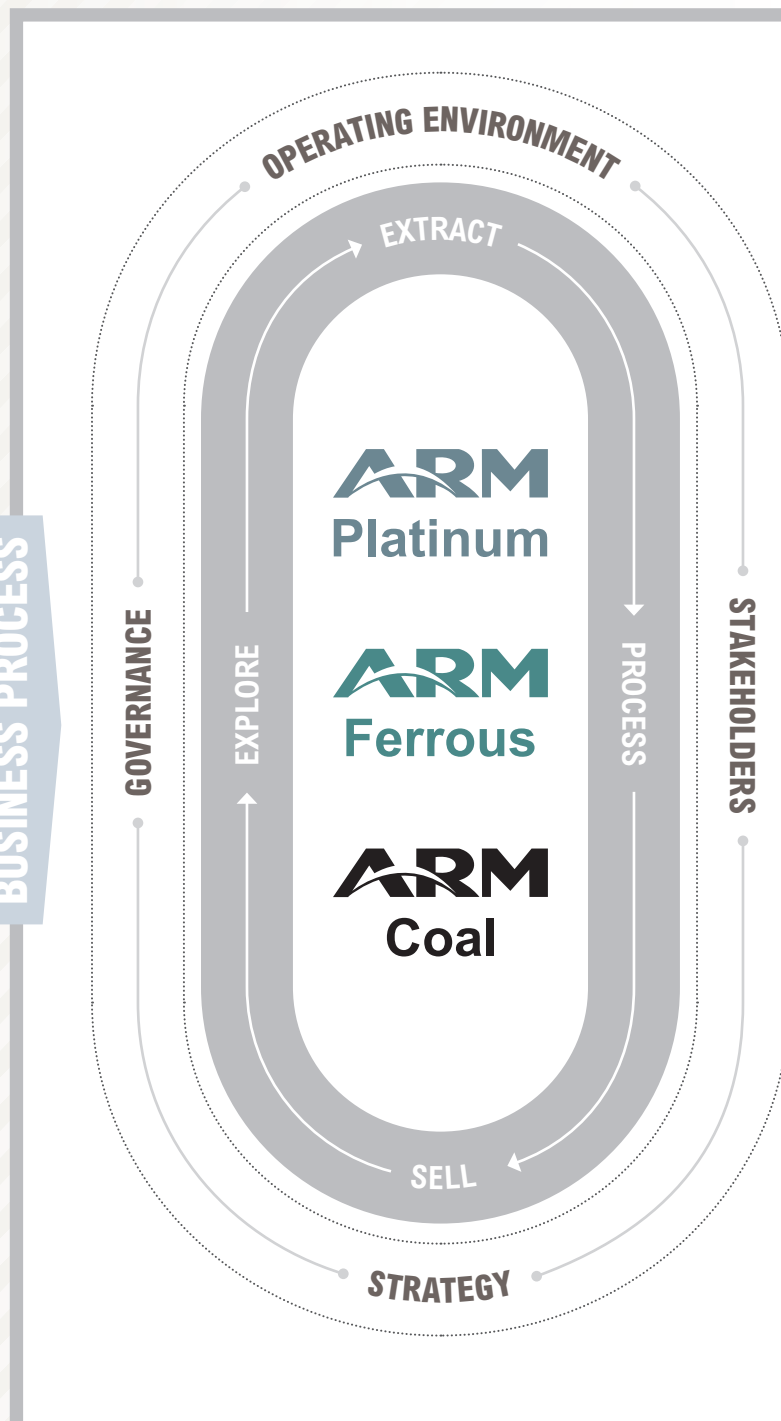 OPERATING ENVIRONMENT
EXTRACT
ARM
Platinum
BUSINESS PROCESS
GOVERNANCE
EXPLORE
ARM
Ferrous
PROCESS
STAKEHOLDERS
ARM
Coal
SELL
STRATEGY